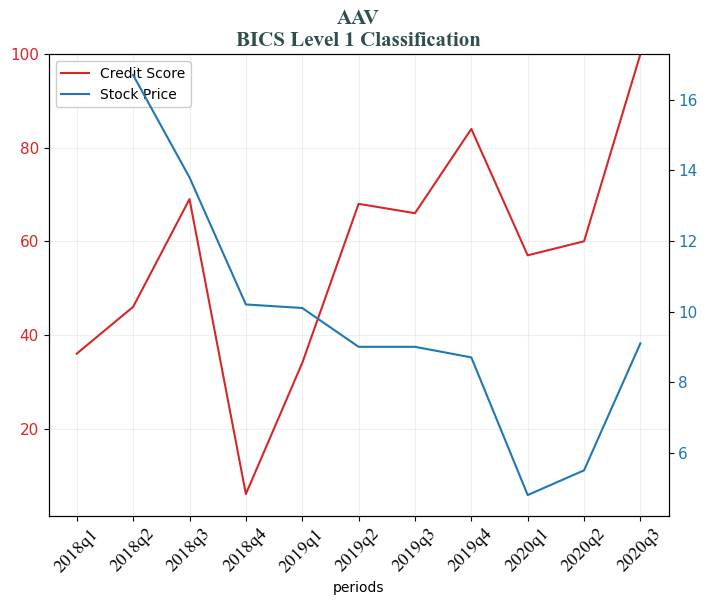 AAV
BICS Level 1 Classification
Credit Score
Stock Price
100
80
60
40
20
16
14
12
10
8
6
2018q1
2018q2
2018q3
2018q4
2019q1
2019q2
2019q3
2019q4
2020q1
2020q2
2020q3
periods